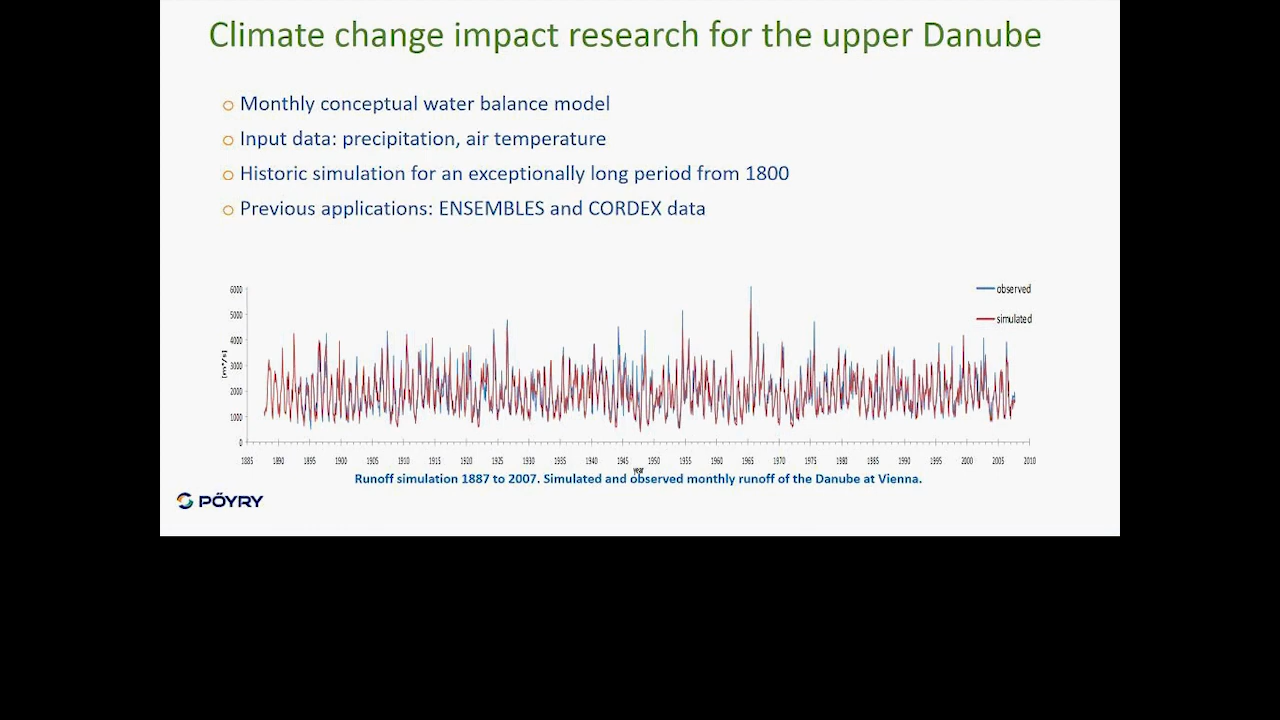 Climate change impact research for the upper Danube
o Monthly conceptual water balance model
o Input data: precipitation, air temperature
o Historic simulation for an exceptionally long period from 1800
o Previous applications: ENSEMBLES and CORDEX data
observed
simulated
[m³/s]
6000
5000
4000
3000
2000
1000
0
1885 1890 1895 1900 1905 1910 1915 1920 1925 1930 1935 1940 1945 1950 1955 1960 1965 1970 1975 1980 1985 1990 1995 2000 2005 2010
year
Runoff simulation 1887 to 2007. Simulated and observed monthly runoff of the Danube at Vienna.
PÖYRY